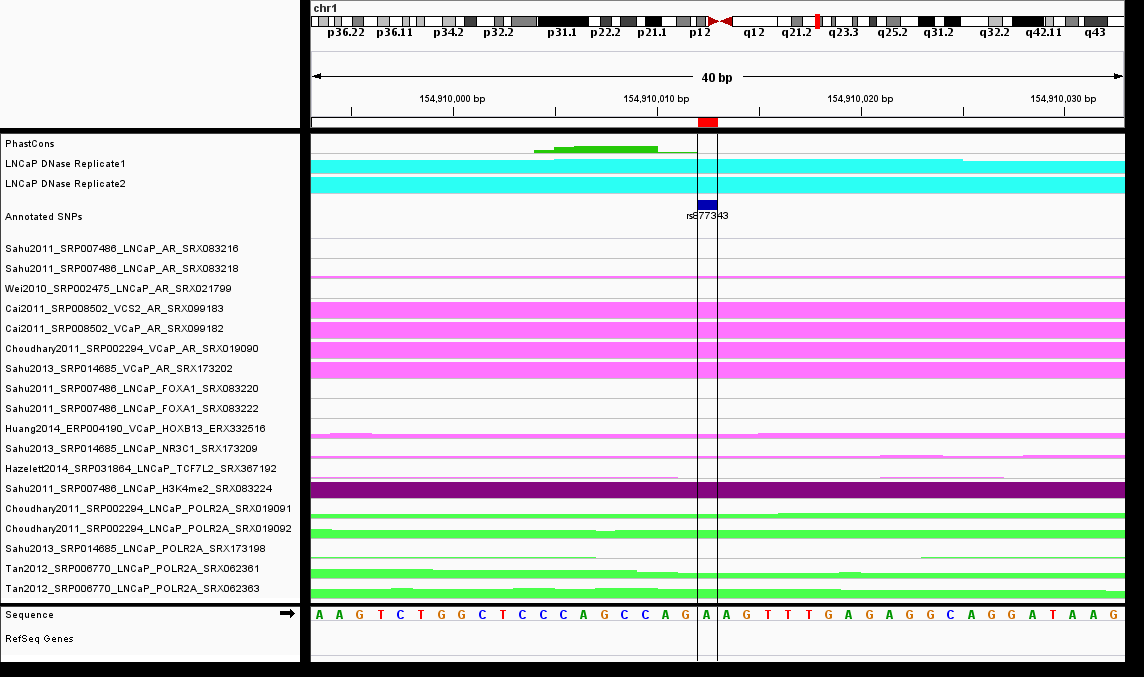 chr1
p36.22 p36.11 p34.2 p32.2 p31.1 p22.2 p21.1 p12 q12 q21.2 q23.3 q25.2 q31.2 q32.2 q42.11 q43
40 bp
154,910,000 bp 154,910,010 bp 154,910,020 bp 154,910,030 bp
PhastCons
LNCaP DNase Replicate1
LNCaP DNase Replicate2
Annotated SNPs
rs877343
Sahu2011_SRP007486_LNCaP_AR_SRX083216
Sahu2011_SRP007486_LNCaP_AR_SRX083218
Wei2010_SRP002475_LNCaP_AR_SRX021799
Cai2011_SRP008502_VCS2_AR_SRX099183
Cai2011_SRP008502_VCaP_AR_SRX099182
Choudhary2011_SRP002294_VCaP_AR_SRX019090
Sahu2013_SRP014685_VCaP_AR_SRX173202
Sahu2011_SRP007486_LNCaP_FOXA1_SRX083220
Sahu2011_SRP007486_LNCaP_FOXA1_SRX083222
Huang2014_ERP004190_VCaP_HOXB13_ERX332516
Sahu2013_SRP014685_LNCaP_NR3C1_SRX173209
Hazelett2014_SRP031864_LNCaP_TCF7L2_SRX367192
Sahu2011_SRP007486_LNCaP_H3K4me2_SRX083224
Choudhary2011_SRP002294_LNCaP_POLR2A_SRX019091
Choudhary2011_SRP002294_LNCaP_POLR2A_SRX019092
Sahu2013_SRP014685_LNCaP_POLR2A_SRX173198
Tan2012_SRP006770_LNCaP_POLR2A_SRX062361
Tan2012_SRP006770_LNCaP_POLR2A_SRX062363
Sequence A A G T C T G G C T C C C A G C C A G A A G T T T G A G A G G C A G G A T A A G
RefSeq Genes